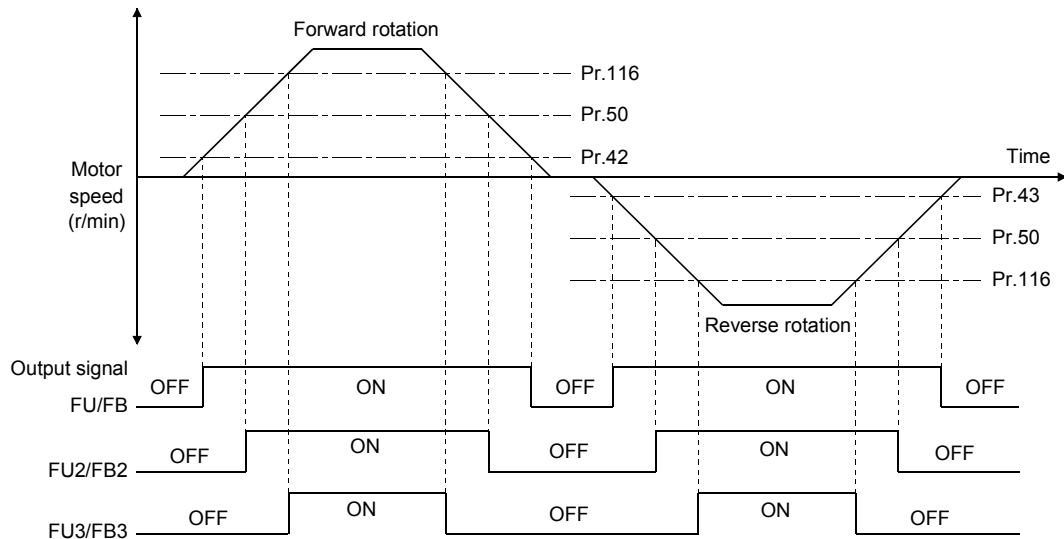 Forward rotation
Pr.116
Pr.50
Pr.42
Time
Motor
speed
(r/min)
Pr.43
Pr.50
Pr.116
Reverse rotation
Output signal
FU/FB
OFF ON OFF ON OFF
FU2/FB2
OFF ON OFF ON OFF
FU3/FB3
OFF ON OFF ON OFF